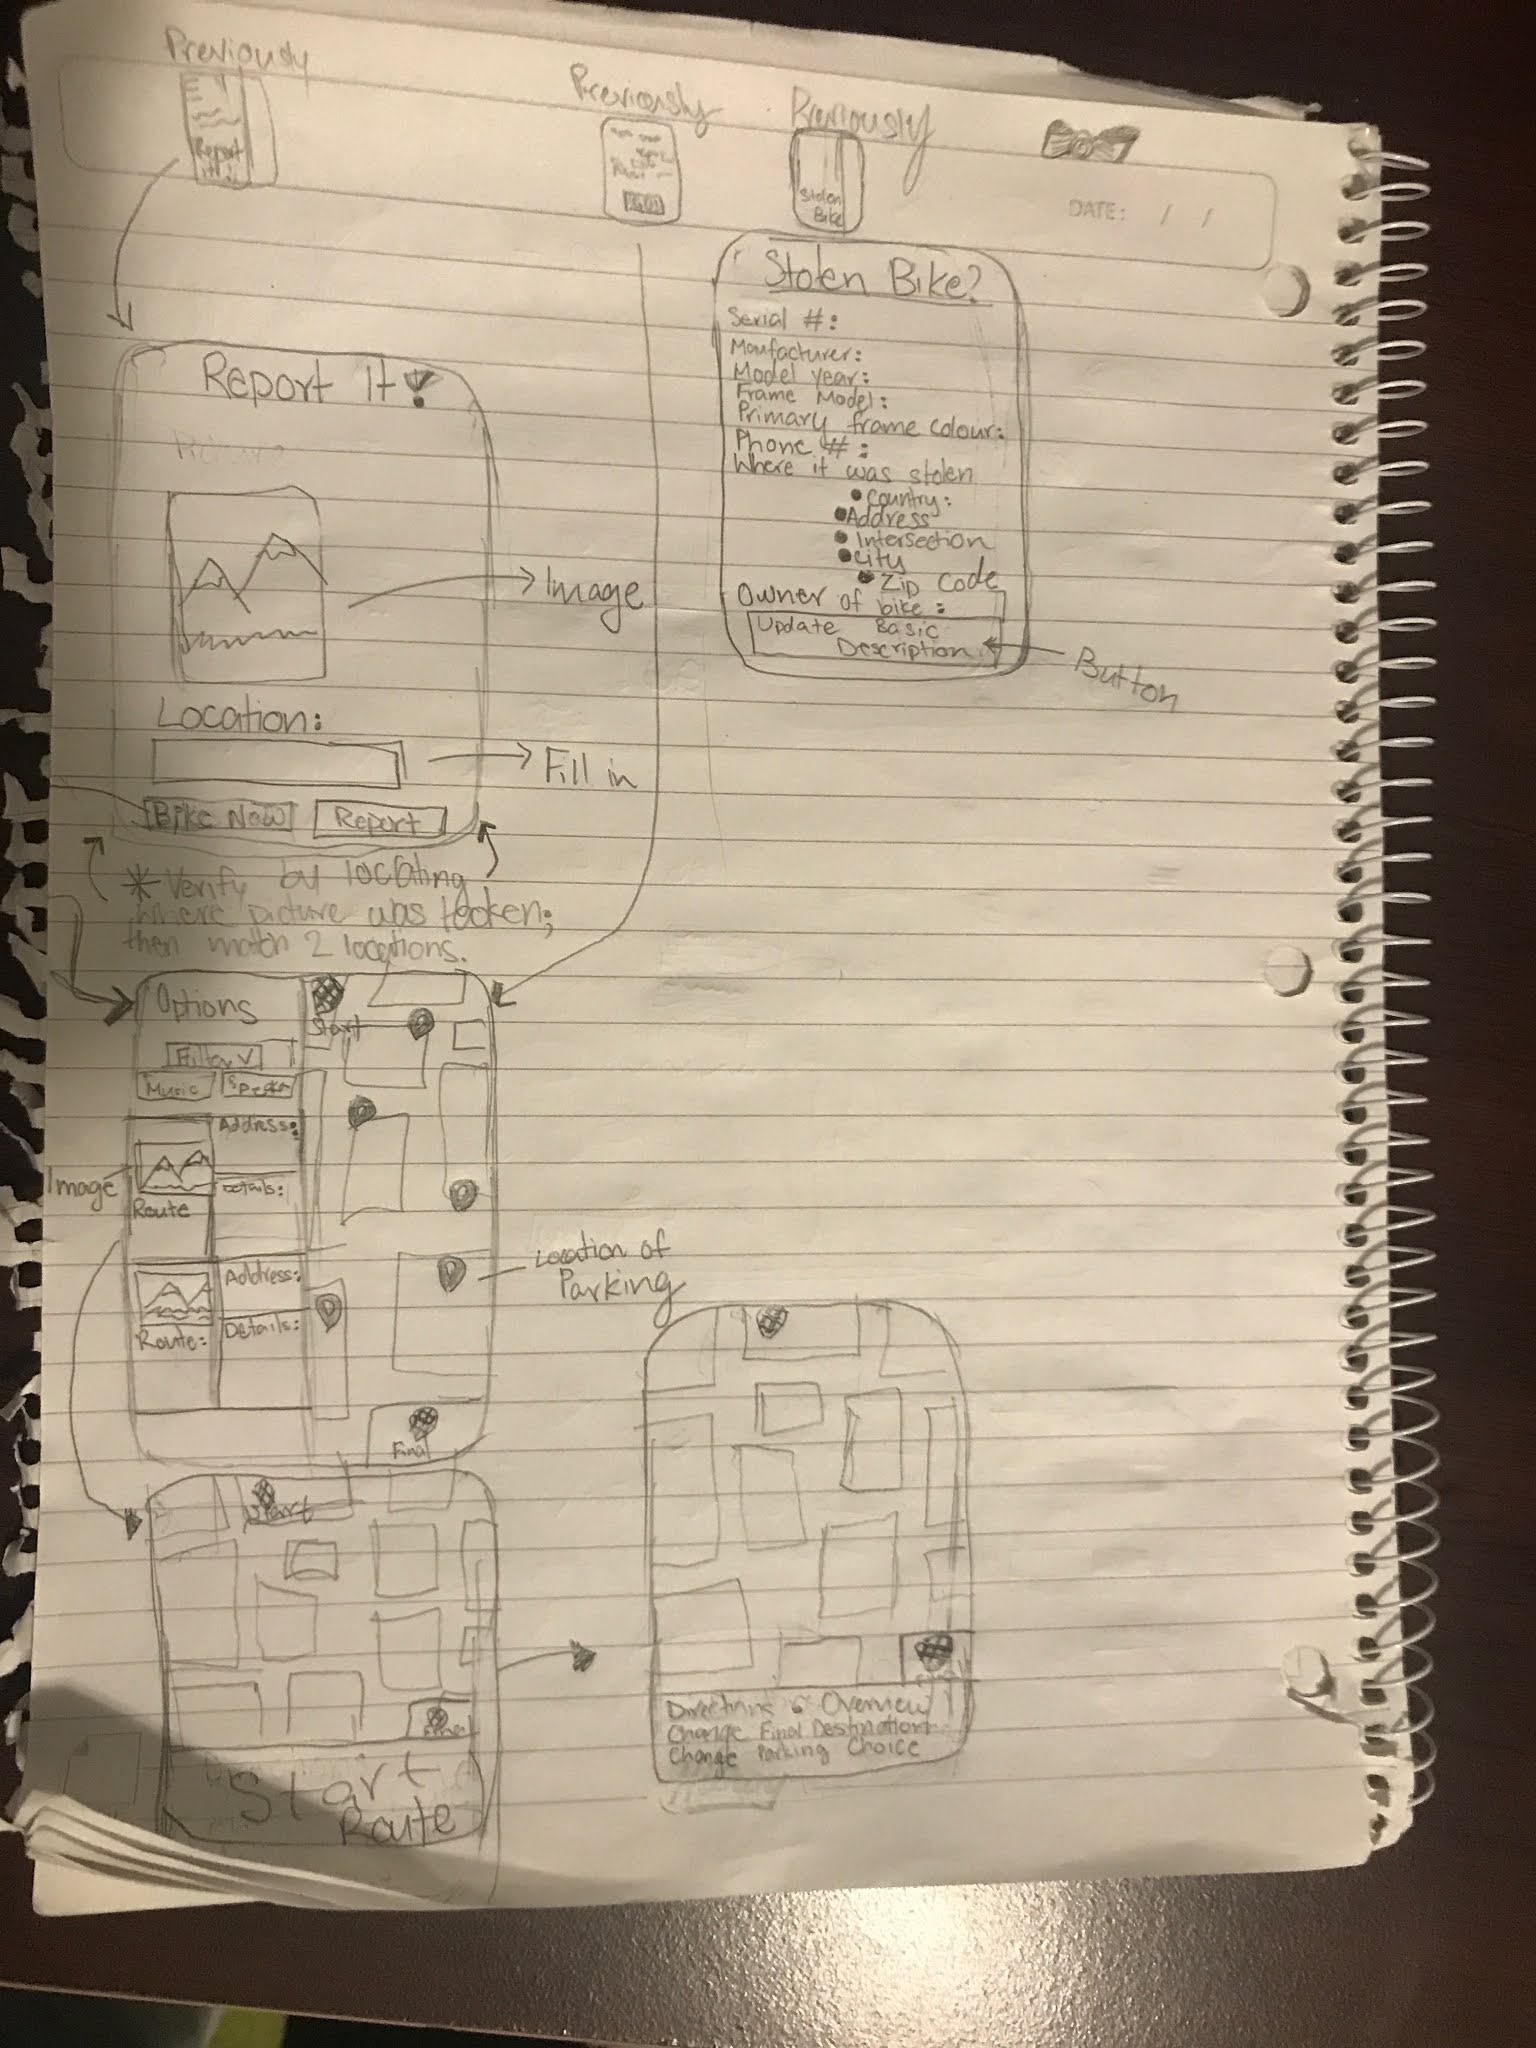 Previously
Report
It
Previously
Previously
Stolen
Bike
DATE: / /
Stolen Bike?
Serial #:
Manfacturer:
Model year:
Frame Model:
Primary frame colour:
Phone #:
Where it was stolen
• Country:
• Address
• Intersection
• City
• Zip Code
Owner of bike:
Update Basic
Description
Button
Report It!
Image
Location:
Fill in
Bike Now
Report
* Verify by locating
where picture was tooken;
then match 2 locations.
Options
Start
Filter V
Music
Speaker
Address:
Image
Details:
Route
Location of
Parking
Address:
Route:
Details:
Final
Start
Final
Start
Route
Directions & Overview
Change Final Destination
Change Parking Choice